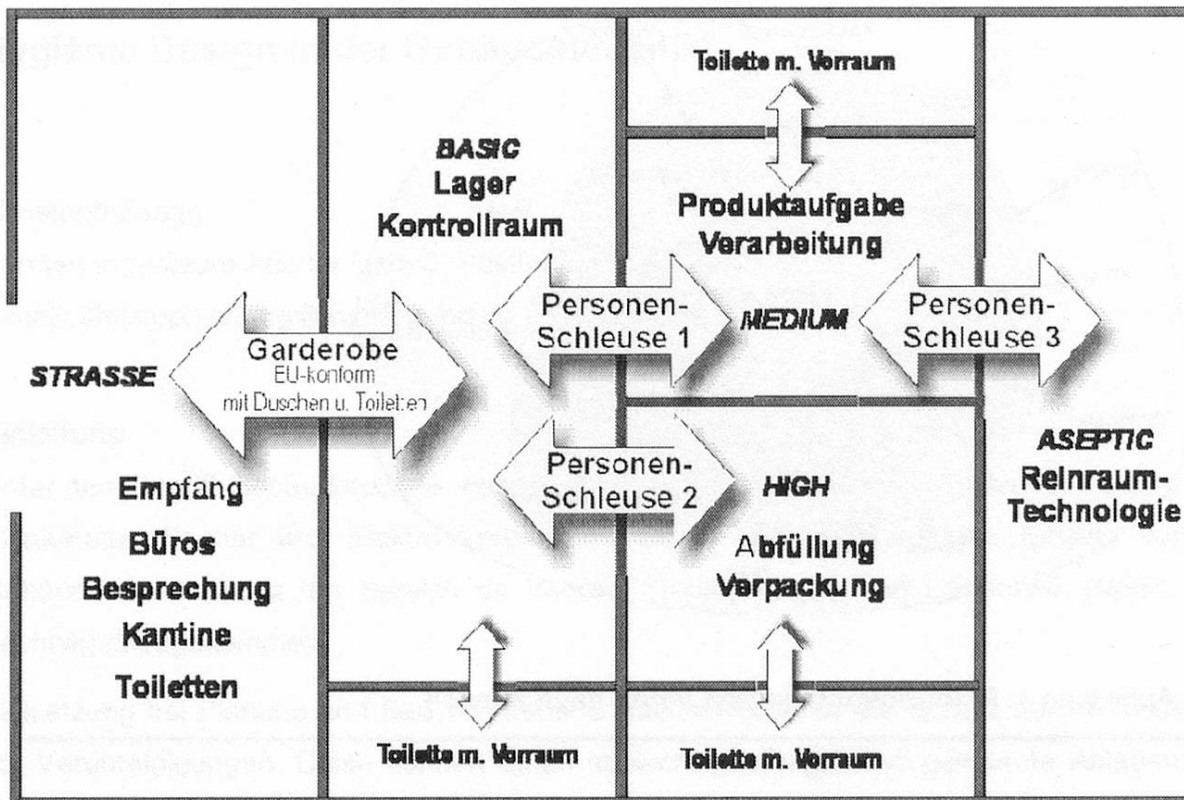 Toilette m. Vorraum
BASIC
Lager
Kontrollraum
Produktaufgabe
Verarbeitung
Personen-
Schleuse 1
MEDIUM
Personen-
Schleuse 3
STRASSE
Garderobe
EU-konform
mit Duschen u. Toiletten
Personen-
Schleuse 2
HIGH
Abfüllung
Verpackung
ASEPTIC
Reinraum-
Technologie
Empfang
Büros
Besprechung
Kantine
Toiletten
Toilette m. Vorraum
Toilette m. Vorraum